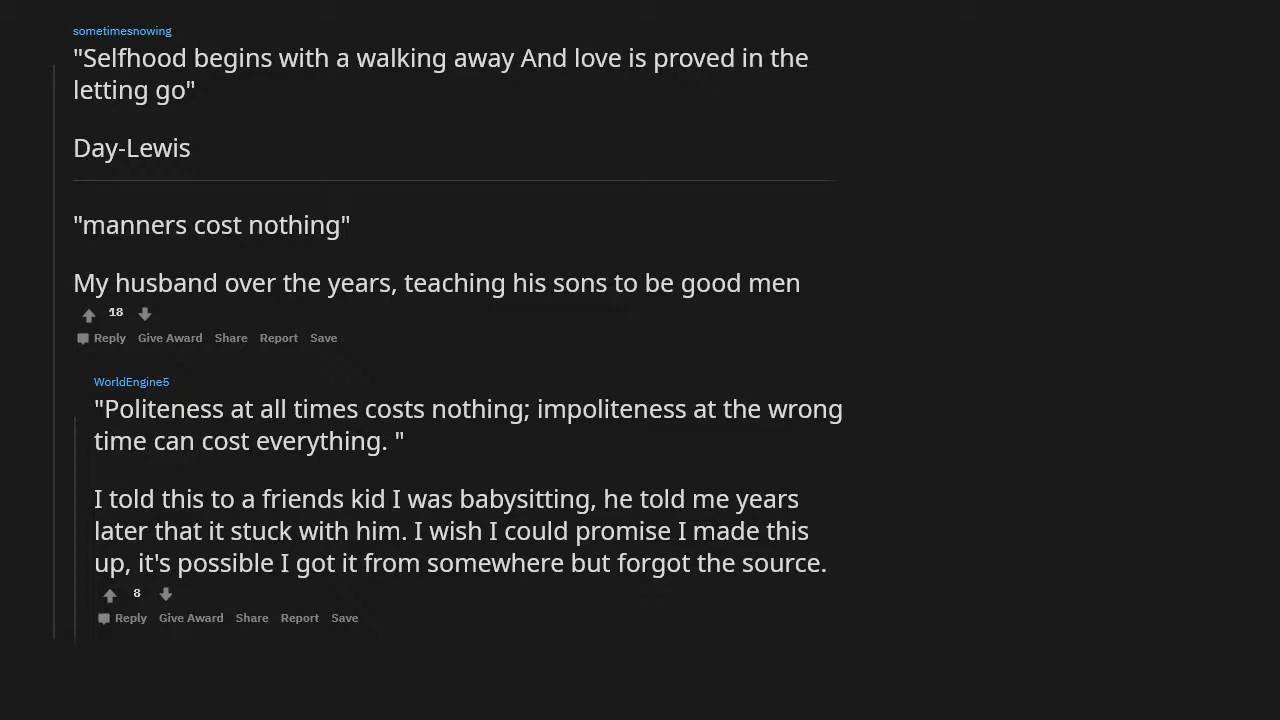 sometimesnowing
"Selfhood begins with a walking away And love is proved in the
letting go"
Day-Lewis
"manners cost nothing"
My husband over the years, teaching his sons to be good men
18
Reply Give Award Share Report Save
WorldEngine5
"Politeness at all times costs nothing; impoliteness at the wrong
time can cost everything. "
I told this to a friends kid I was babysitting, he told me years
later that it stuck with him. I wish I could promise I made this
up, it's possible I got it from somewhere but forgot the source.
8
Reply Give Award Share Report Save